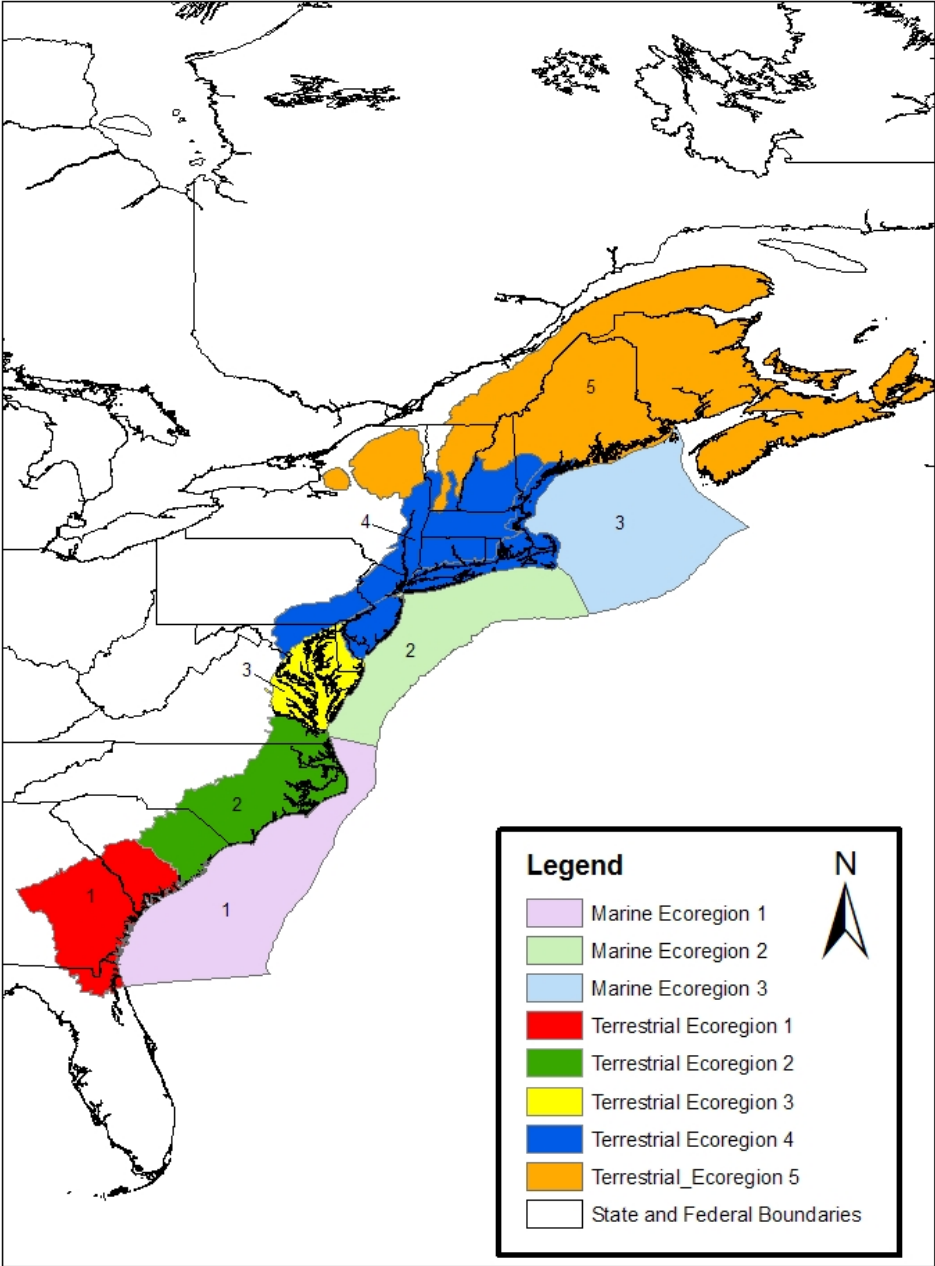 5
4
3
3
2
2
1
1
Legend
N
Marine Ecoregion 1
Marine Ecoregion 2
Marine Ecoregion 3
Terrestrial Ecoregion 1
Terrestrial Ecoregion 2
Terrestrial Ecoregion 3
Terrestrial Ecoregion 4
Terrestrial_Ecoregion 5
State and Federal Boundaries